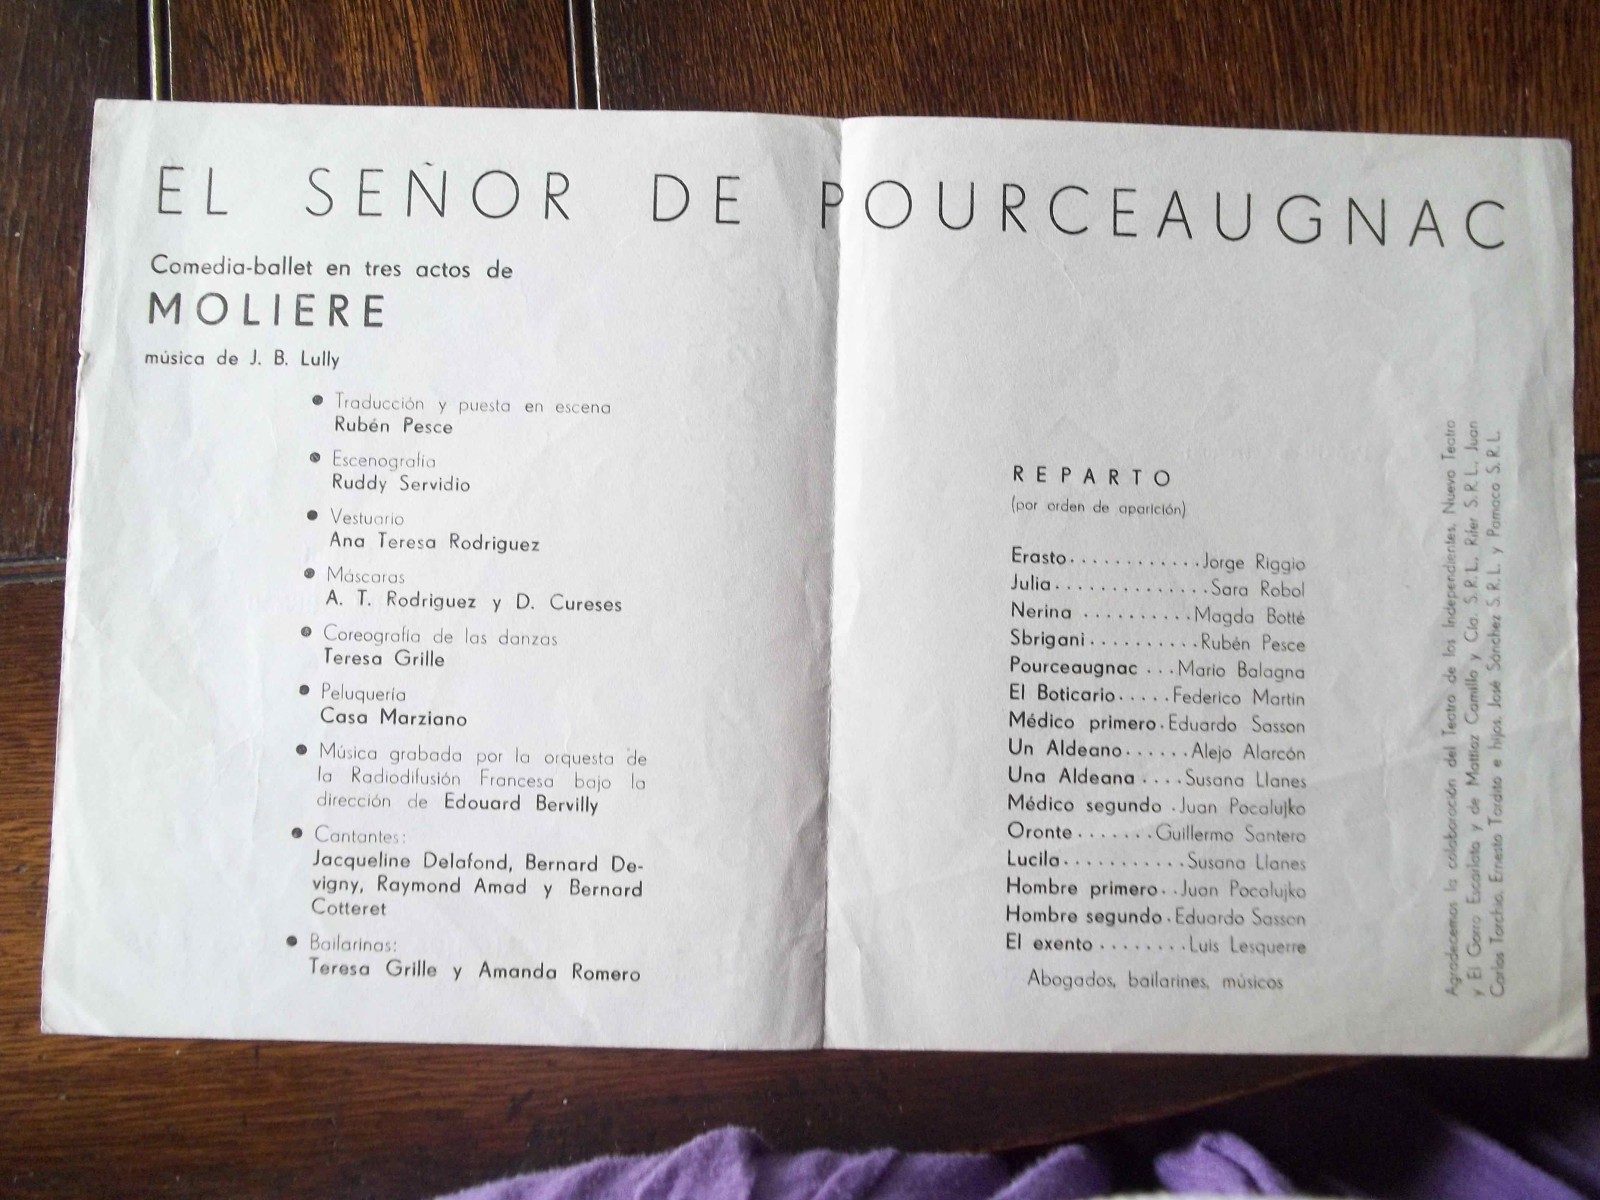 EL SEÑOR DE POURCEAUGNAC
Comedia-ballet en tres actos de
MOLIERE
música de J. B. Lully
● Traducción y puesta en escena
Rubén Pesce
● Escenografía
Ruddy Servidio
● Vestuario
Ana Teresa Rodriguez
● Máscaras
A. T. Rodriguez y D. Cureses
● Coreografía de las danzas
Teresa Grille
● Peluquería
Casa Marziano
● Música grabada por la orquesta de
la Radiodifusión Francesa bajo la
dirección de Edouard Bervilly
● Cantantes:
Jacqueline Delafond, Bernard De-
vigny, Raymond Amad y Bernard
Cotteret
● Bailarinas:
Teresa Grille y Amanda Romero
REPARTO
(por orden de aparición)
Erasto............Jorge Riggio
Julia..............Sara Robol
Nerina ..........Magda Botté
Sbrigani..........Rubén Pesce
Pourceaugnac ...Mario Balagna
El Boticario.....Federico Martin
Médico primero.Eduardo Sasson
Un Aldeano......Alejo Alarcón
Una Aldeana ....Susana Llanes
Médico segundo .Juan Pocalujko
Oronte.......Guillermo Santero
Lucila...........Susana Llanes
Hombre primero..Juan Pocalujko
Hombre segundo.Eduardo Sasson
El exento ........Luis Lesquerre
Abogados, bailarines, músicos
Agradecemos la colaboración del Teatro de los Independientes, Nuevo Teatro
y El Gorro Escarlata y de Mattiaz Camillo y Cía. S.R.L., Rifer S.R.L., Juan
Carlos Torchio, Ernesto Tordito e hijos, José Sánchez S.R.L. y Pamaco S.R.L.